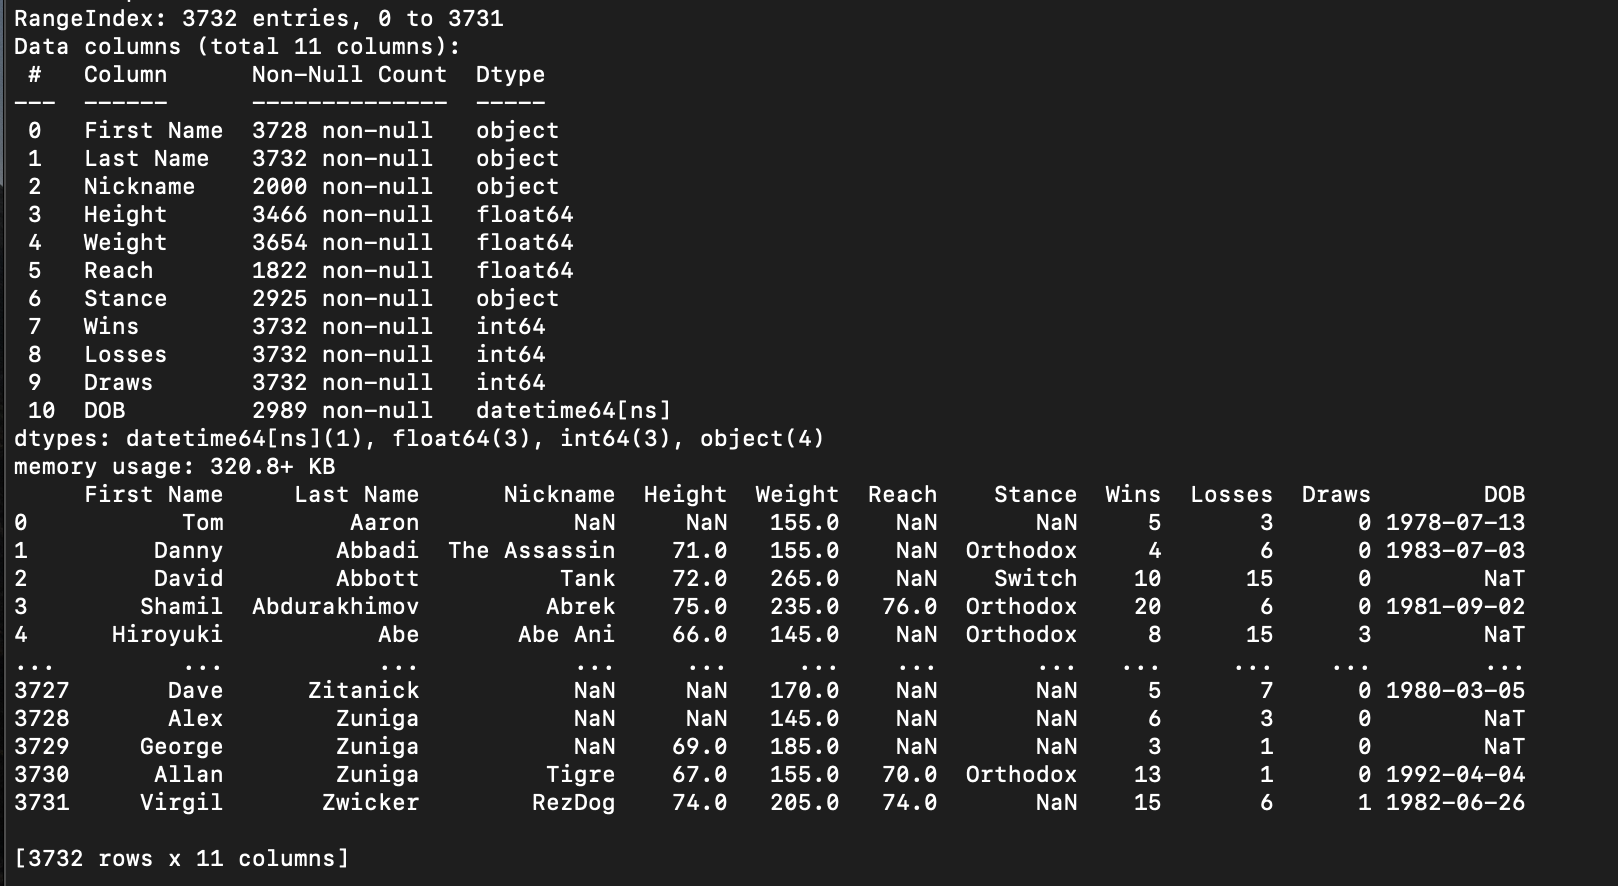 RangeIndex: 3732 entries, 0 to 3731
Data columns (total 11 columns):
 #   Column      Non-Null Count  Dtype
---  ------      --------------  -----
 0   First Name  3728 non-null   object
 1   Last Name   3732 non-null   object
 2   Nickname    2000 non-null   object
 3   Height      3466 non-null   float64
 4   Weight      3654 non-null   float64
 5   Reach       1822 non-null   float64
 6   Stance      2925 non-null   object
 7   Wins        3732 non-null   int64
 8   Losses      3732 non-null   int64
 9   Draws       3732 non-null   int64
 10  DOB         2989 non-null   datetime64[ns]
dtypes: datetime64[ns](1), float64(3), int64(3), object(4)
memory usage: 320.8+ KB
     First Name     Last Name      Nickname  Height  Weight  Reach    Stance  Wins  Losses  Draws        DOB
0           Tom         Aaron           NaN     NaN   155.0    NaN       NaN     5       3      0 1978-07-13
1         Danny        Abbadi  The Assassin    71.0   155.0    NaN  Orthodox     4       6      0 1983-07-03
2         David        Abbott          Tank    72.0   265.0    NaN    Switch    10      15      0        NaT
3        Shamil  Abdurakhimov         Abrek    75.0   235.0   76.0  Orthodox    20       6      0 1981-09-02
4      Hiroyuki           Abe       Abe Ani    66.0   145.0    NaN  Orthodox     8      15      3        NaT
...         ...           ...           ...     ...     ...    ...       ...   ...     ...    ...        ...
3727       Dave      Zitanick           NaN     NaN   170.0    NaN       NaN     5       7      0 1980-03-05
3728       Alex        Zuniga           NaN     NaN   145.0    NaN       NaN     6       3      0        NaT
3729     George        Zuniga           NaN    69.0   185.0    NaN       NaN     3       1      0        NaT
3730      Allan        Zuniga         Tigre    67.0   155.0   70.0  Orthodox    13       1      0 1992-04-04
3731     Virgil       Zwicker        RezDog    74.0   205.0   74.0       NaN    15       6      1 1982-06-26
[3732 rows x 11 columns]